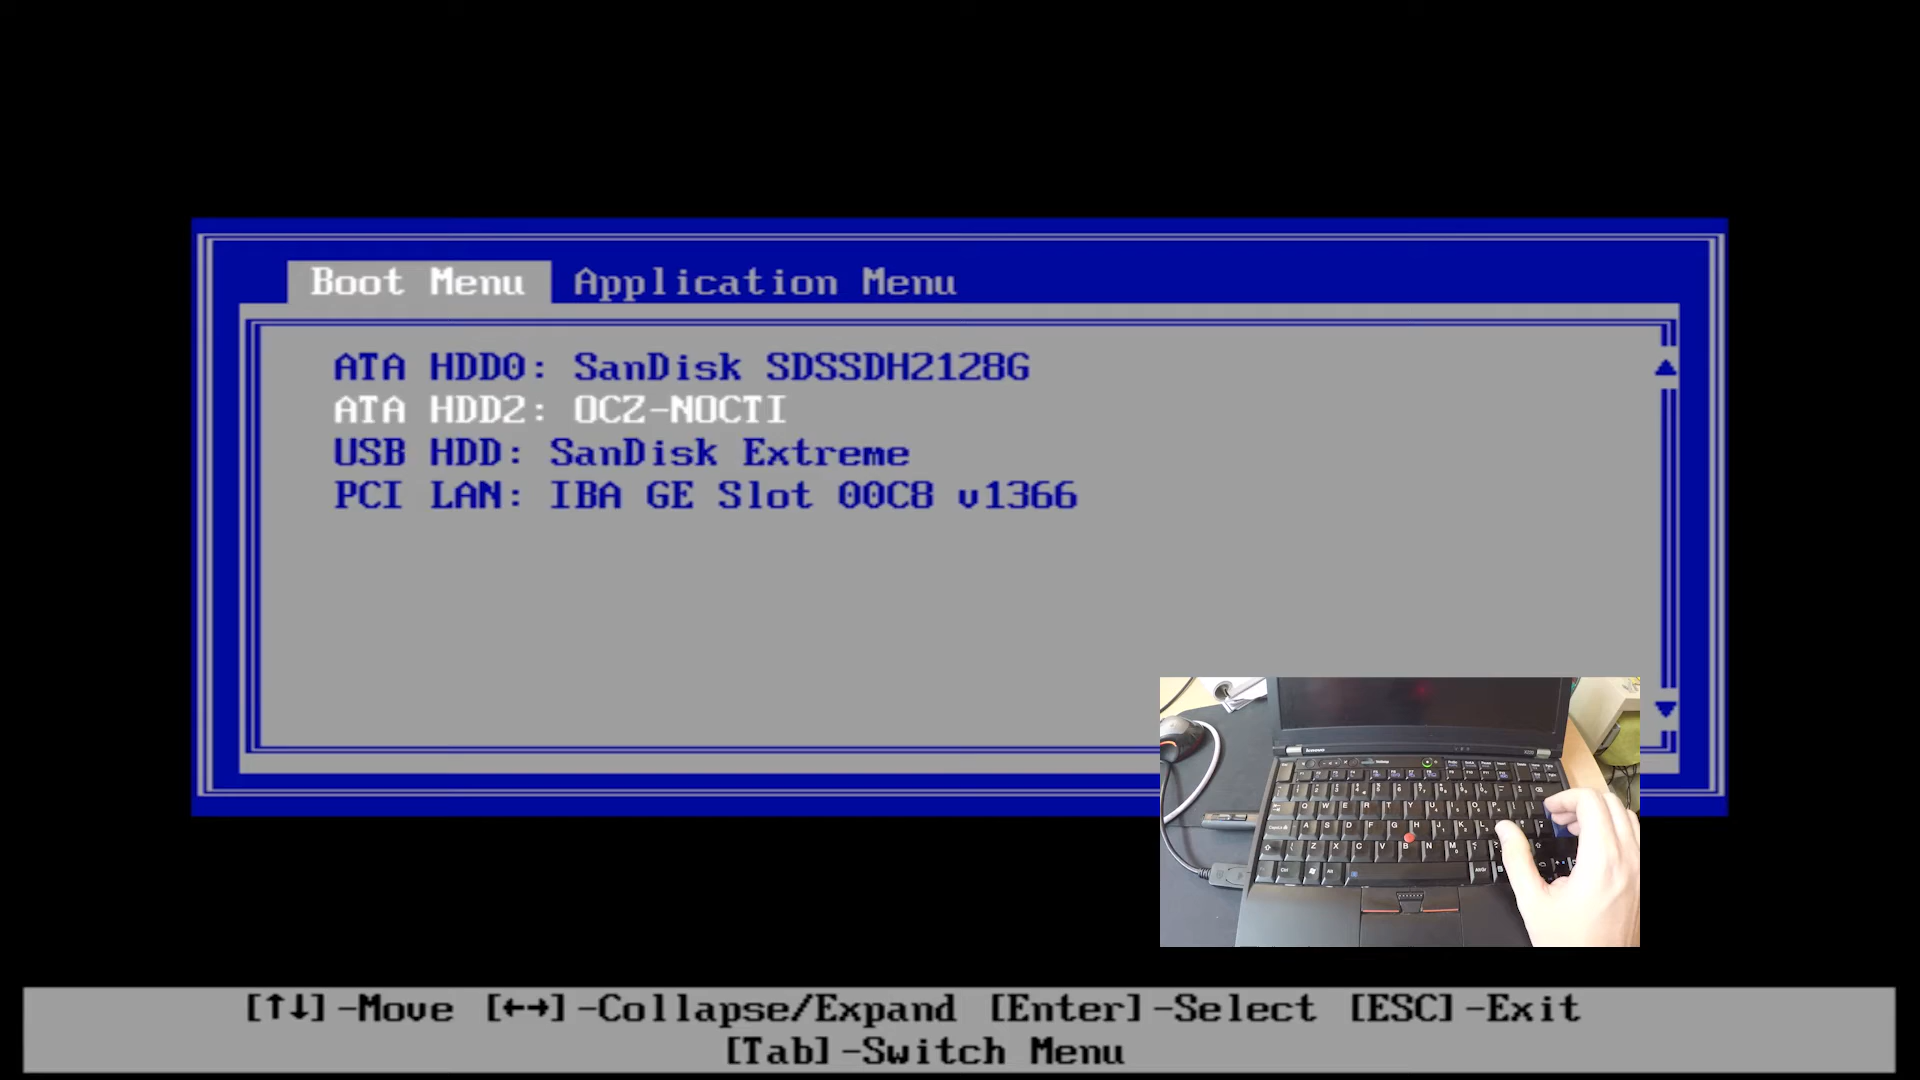 Boot Menu Application Menu
ATA HDD0: SanDisk SDSSDH2128G
ATA HDD2: OCZ-NOCTI
USB HDD: SanDisk Extreme
PCI LAN: IBA GE Slot 00C8 v1366
Q W E R T Y U I O P
A S D F G H J K L
Z X C V B N M
[↑↓]-Move [←→]-Collapse/Expand [Enter]-Select [ESC]-Exit
[Tab]-Switch Menu